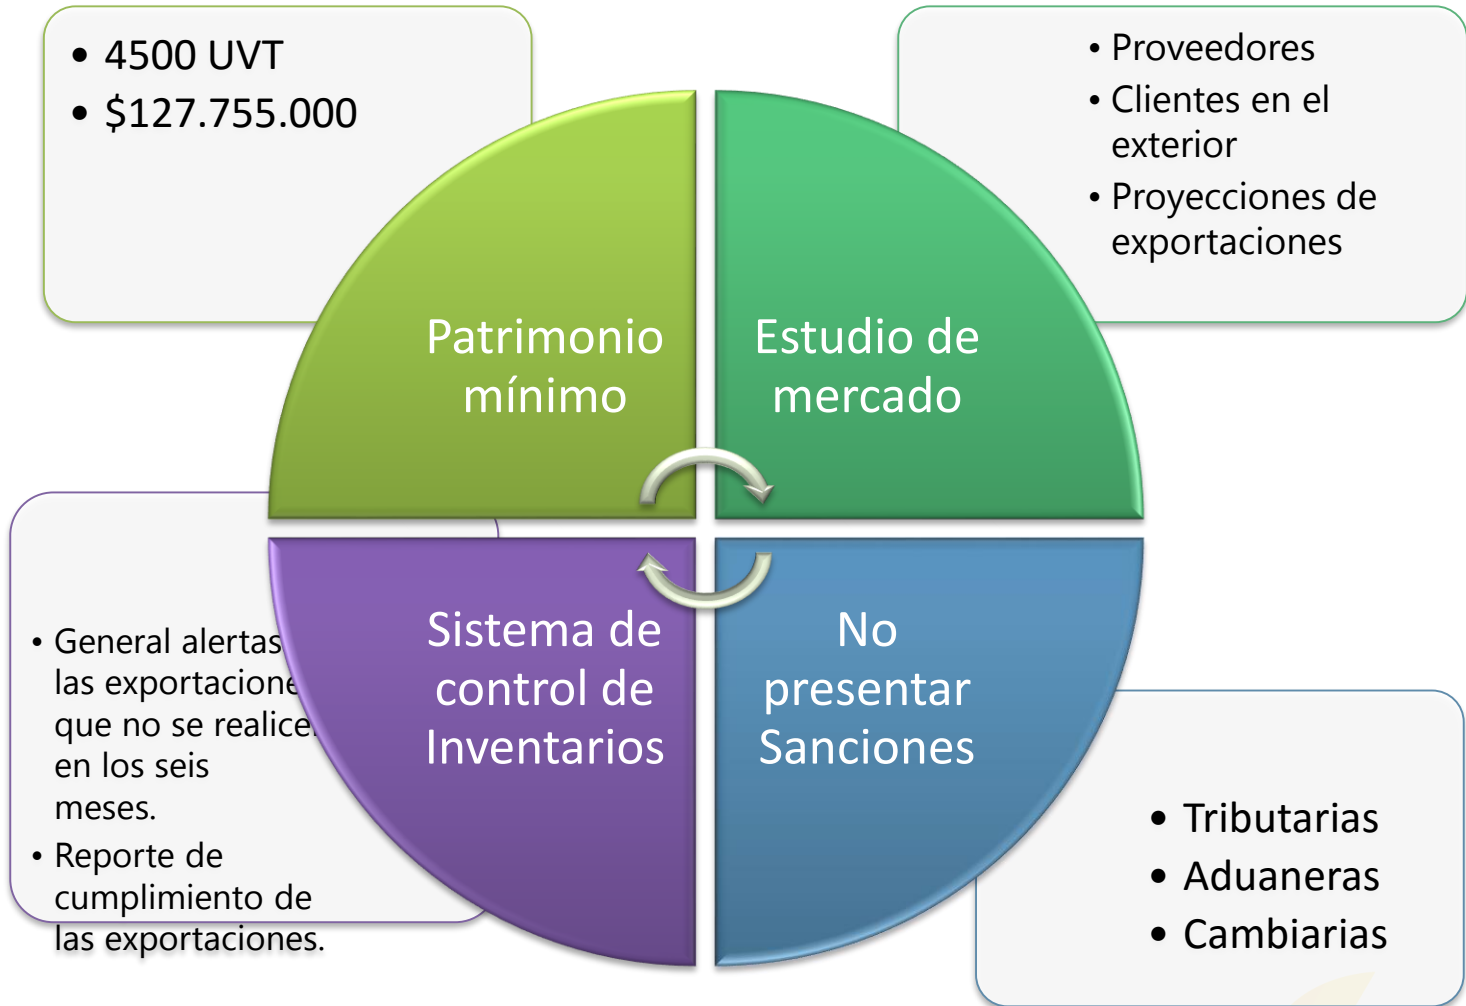 • 4500 UVT
• $127.755.000
• Proveedores
• Clientes en el
exterior
• Proyecciones de
exportaciones
Patrimonio
mínimo
Estudio de
mercado
Sistema de
control de
Inventarios
No
presentar
Sanciones
• General alertas
las exportacione
que no se realice
en los seis
meses.
• Reporte de
cumplimiento de
las exportaciones.
• Tributarias
• Aduaneras
• Cambiarias